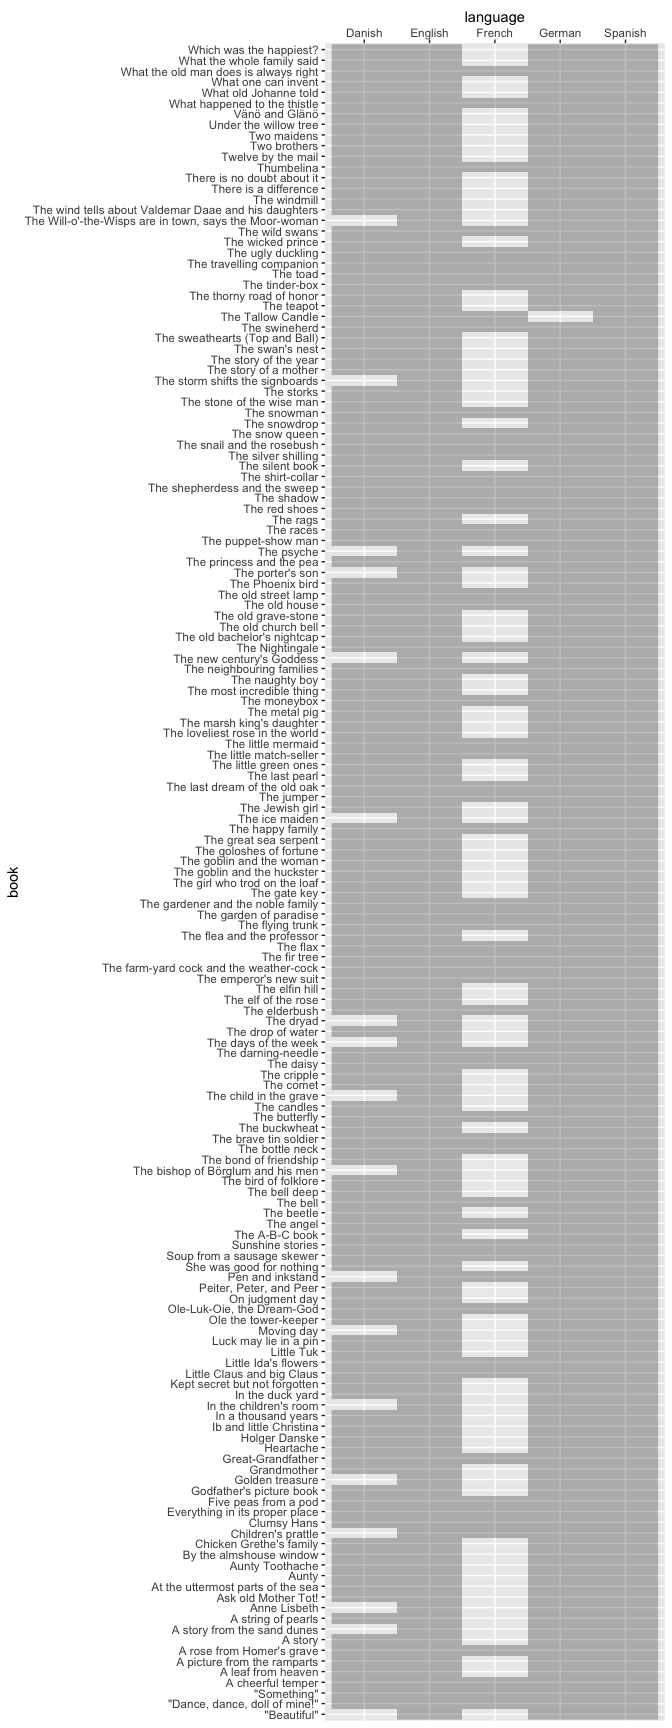 language
Danish English French German Spanish
Which was the happiest?
What the whole family said
What the old man does is always right
What one can invent
What old Johanne told
What happened to the thistle
Vänö and Glänö
Under the willow tree
Two maidens
Two brothers
Twelve by the mail
Thumbelina
There is no doubt about it
There is a difference
The windmill
The wind tells about Valdemar Daae and his daughters
The Will-o'-the-Wisps are in town, says the Moor-woman
The wild swans
The wicked prince
The ugly duckling
The travelling companion
The toad
The tinder-box
The thorny road of honor
The teapot
The Tallow Candle
The swineherd
The sweathearts (Top and Ball)
The swan's nest
The story of the year
The story of a mother
The storm shifts the signboards
The storks
The stone of the wise man
The snowman
The snowdrop
The snow queen
The snail and the rosebush
The silver shilling
The silent book
The shirt-collar
The shepherdess and the sweep
The shadow
The red shoes
The rags
The races
The puppet-show man
The psyche
The princess and the pea
The porter's son
The Phoenix bird
The old street lamp
The old house
The old grave-stone
The old church bell
The old bachelor's nightcap
The Nightingale
The new century's Goddess
The neighbouring families
The naughty boy
The most incredible thing
The moneybox
The metal pig
The marsh king's daughter
The loveliest rose in the world
The little mermaid
The little match-seller
The little green ones
The last pearl
The last dream of the old oak
The jumper
The Jewish girl
The ice maiden
The happy family
The great sea serpent
The goloshes of fortune
The goblin and the woman
The goblin and the huckster
The girl who trod on the loaf
The gate key
The gardener and the noble family
The garden of paradise
The flying trunk
The flea and the professor
The flax
The fir tree
The farm-yard cock and the weather-cock
The emperor's new suit
The elfin hill
The elf of the rose
The elderbush
The dryad
The drop of water
The days of the week
The darning-needle
The daisy
The cripple
The comet
The child in the grave
The candles
The butterfly
The buckwheat
The brave tin soldier
The bottle neck
The bond of friendship
The bishop of Börglum and his men
The bird of folklore
The bell deep
The bell
The beetle
The angel
The A-B-C book
Sunshine stories
Soup from a sausage skewer
She was good for nothing
Pen and inkstand
Peiter, Peter, and Peer
On judgment day
Ole-Luk-Oie, the Dream-God
Ole the tower-keeper
Moving day
Luck may lie in a pin
Little Tuk
Little Ida's flowers
Little Claus and big Claus
Kept secret but not forgotten
In the duck yard
In the children's room
In a thousand years
Ib and little Christina
Holger Danske
Heartache
Great-Grandfather
Grandmother
Golden treasure
Godfather's picture book
Five peas from a pod
Everything in its proper place
Clumsy Hans
Children's prattle
Chicken Grethe's family
By the almshouse window
Aunty Toothache
Aunty
At the uttermost parts of the sea
Ask old Mother Tot!
Anne Lisbeth
A string of pearls
A story from the sand dunes
A story
A rose from Homer's grave
A picture from the ramparts
A leaf from heaven
A cheerful temper
"Something"
"Dance, dance, doll of mine!"
"Beautiful"
book